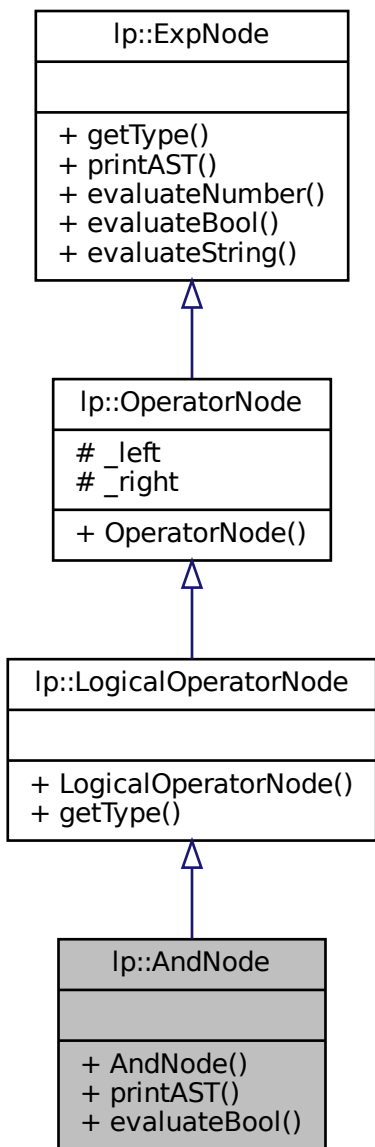 lp::ExpNode
+ getType()
+ printAST()
+ evaluateNumber()
+ evaluateBool()
+ evaluateString()
lp::OperatorNode
# _left
# _right
+ OperatorNode()
lp::LogicalOperatorNode
+ LogicalOperatorNode()
+ getType()
lp::AndNode
+ AndNode()
+ printAST()
+ evaluateBool()